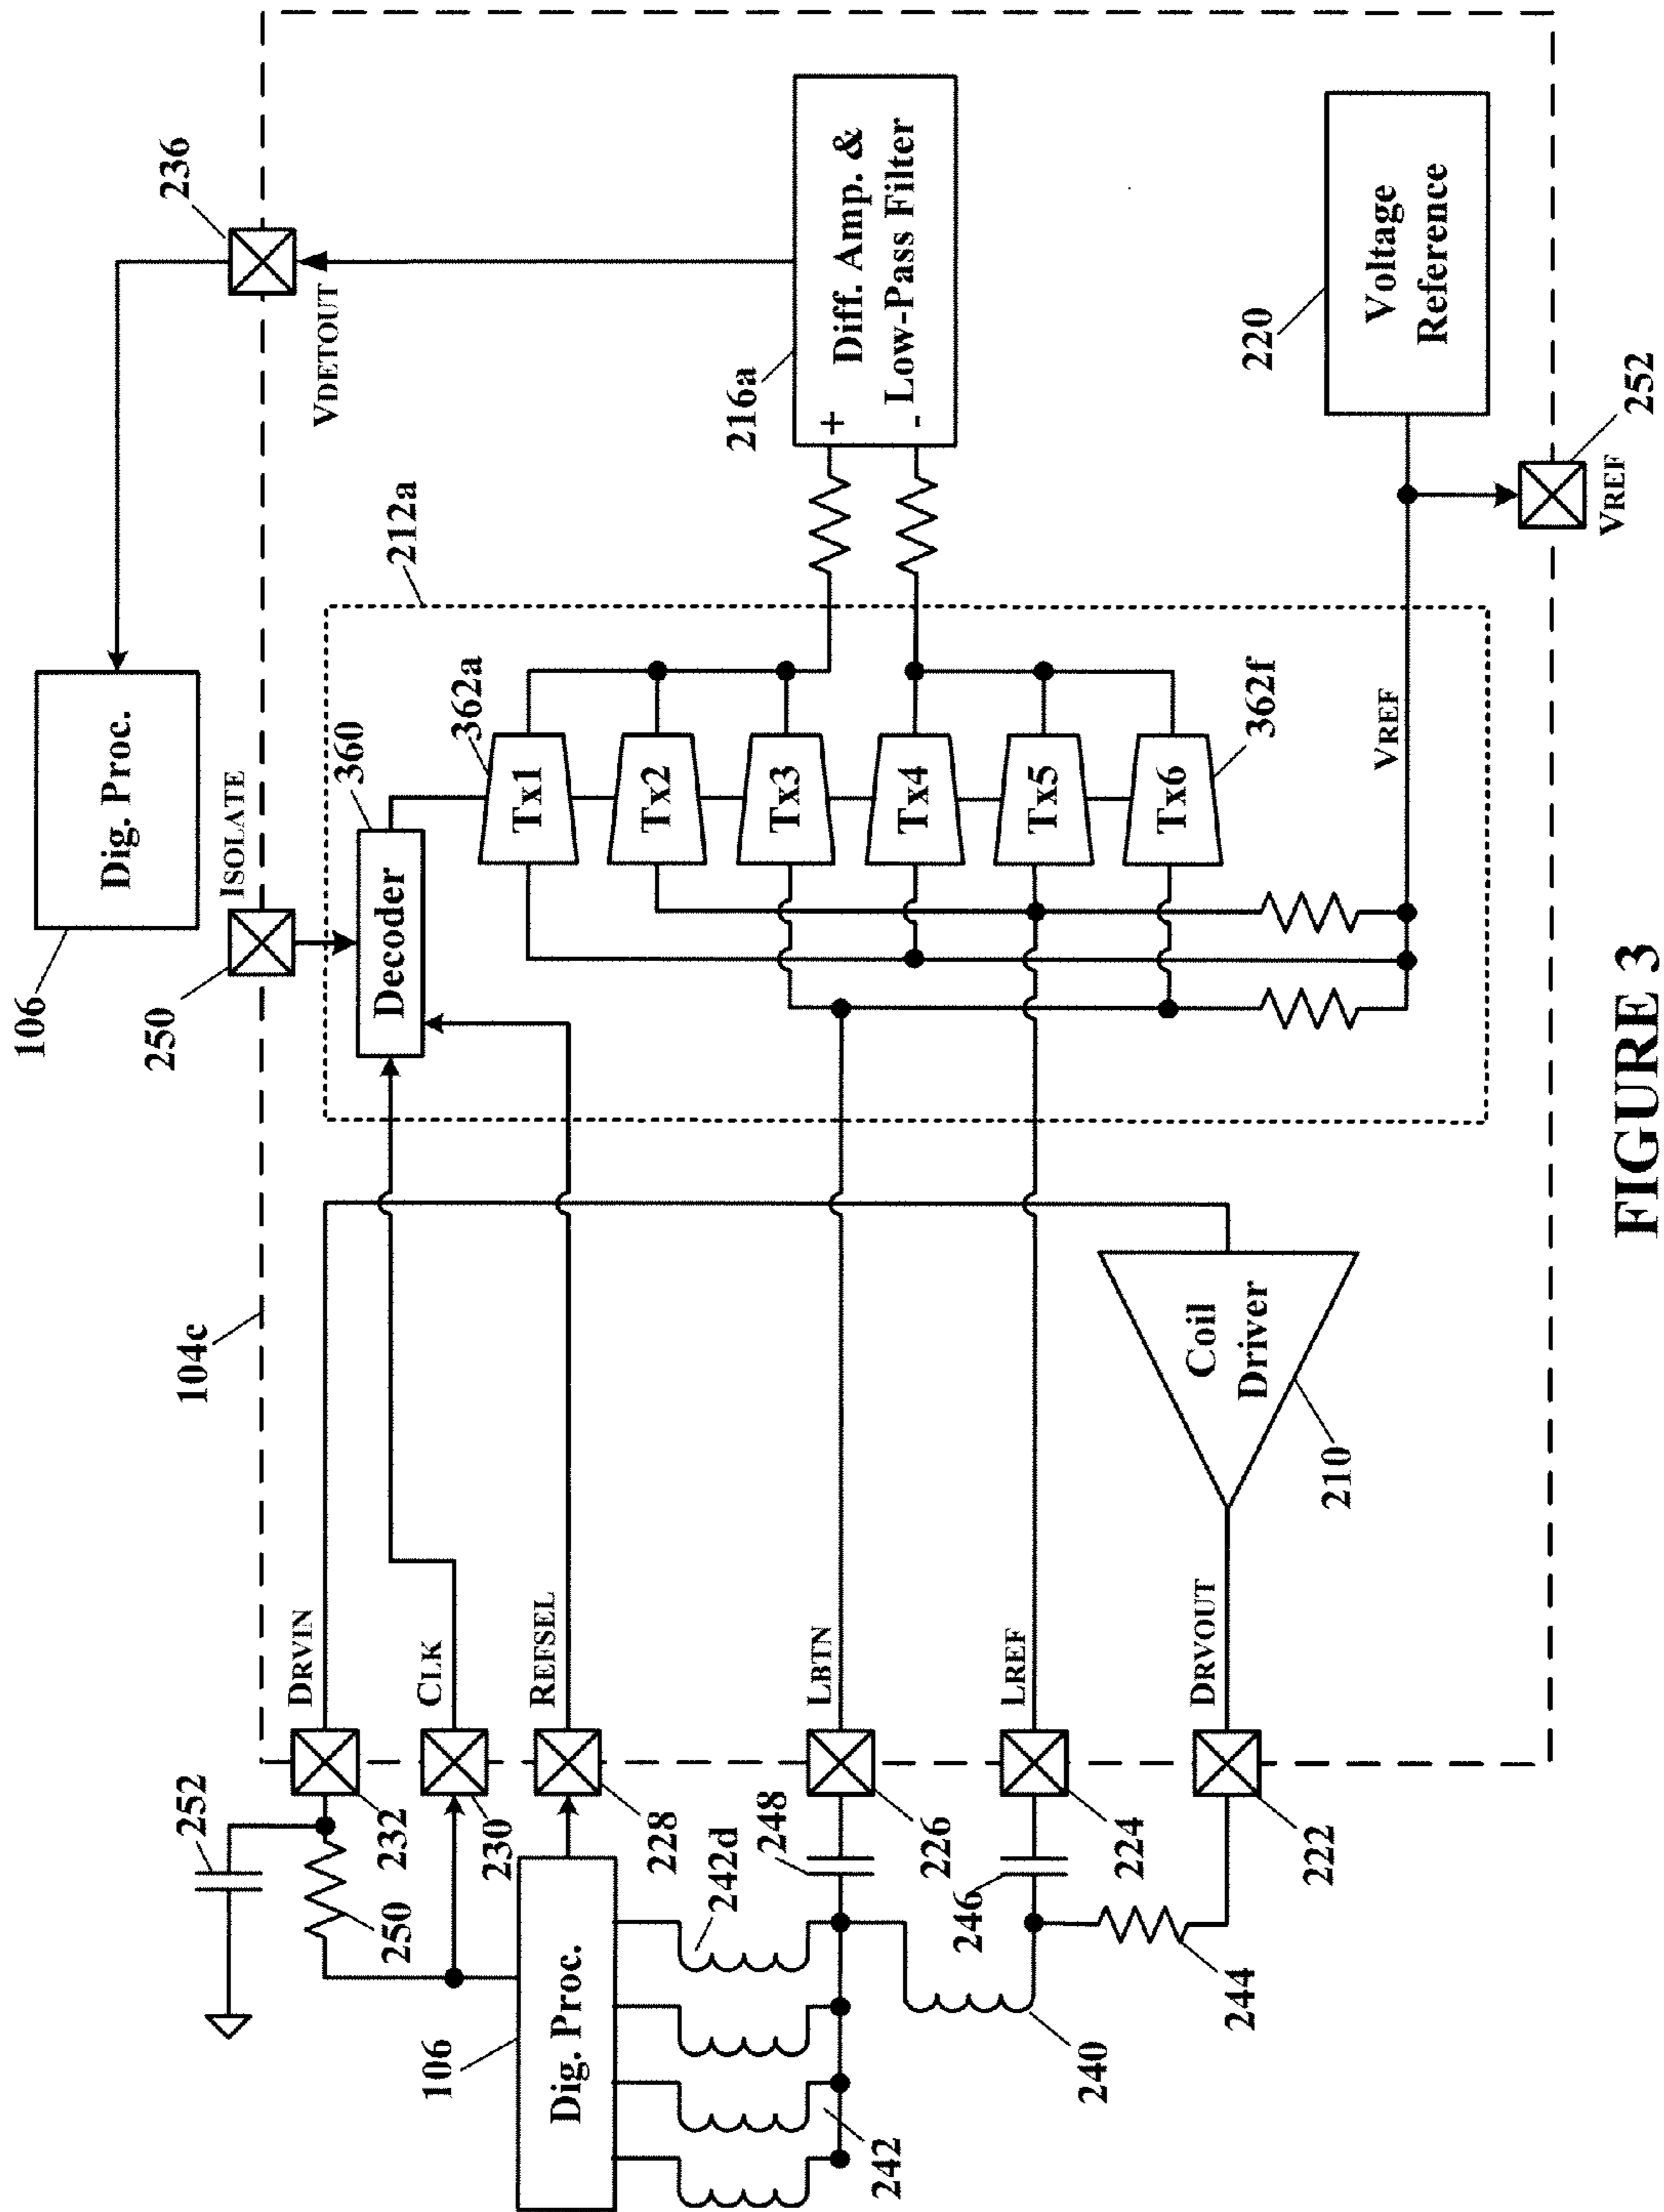 106
Dig. Proc.
236
250
ISOLATE
VDETOUT
104c
252
DRVIN
232
250
CLK
230
REFSEL
228
106
Dig. Proc.
242d
248
LBTN
226
242
240
246
LREF
224
244
DRVOUT
222
Coil
Driver
210
360
Decoder
212a
362a
Tx1
Tx2
Tx3
Tx4
Tx5
Tx6
362f
216a
+
-
Diff. Amp. &
Low-Pass Filter
220
Voltage
Reference
VREF
252
VREF
FIGURE 3